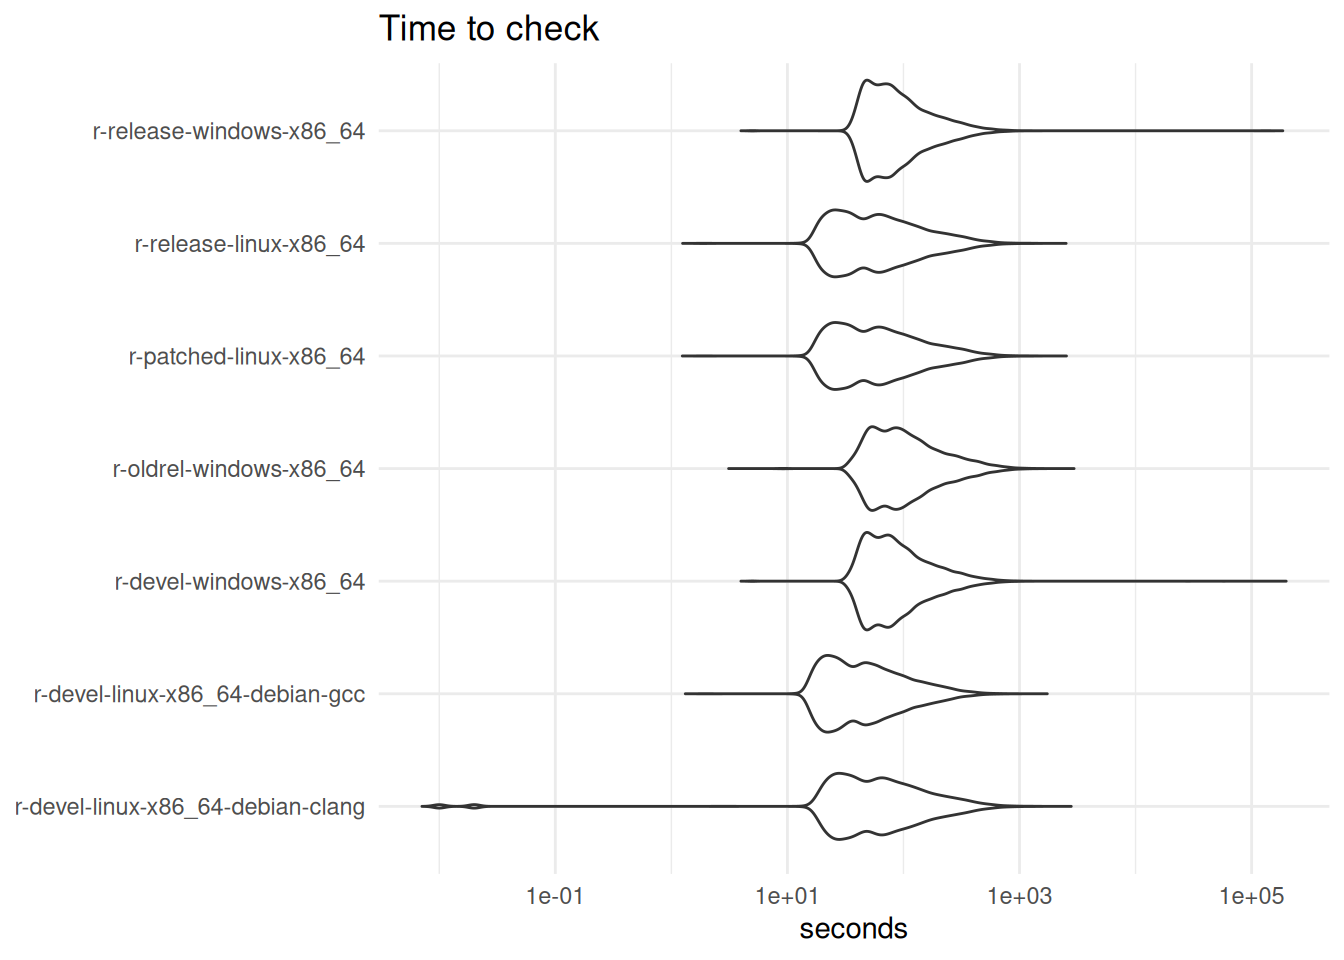 Time to check
r-release-windows-x86_64
r-release-linux-x86_64
r-patched-linux-x86_64
r-oldrel-windows-x86_64
r-devel-windows-x86_64
r-devel-linux-x86_64-debian-gcc
r-devel-linux-x86_64-debian-clang
1e-01 1e+01 1e+03 1e+05
seconds